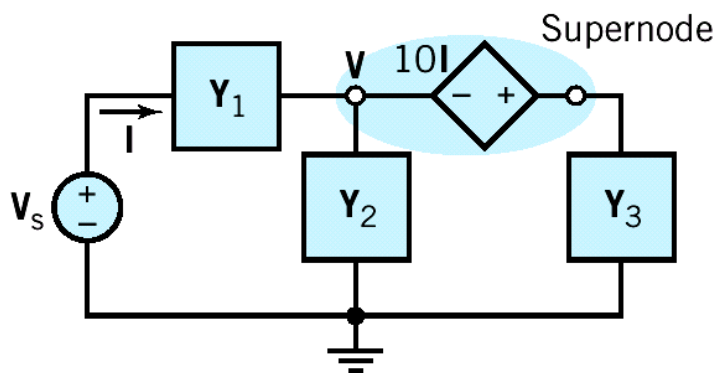 Supernode
V 10I
Y₁
− +
I
Vₛ
+
−
Y₂
Y₃